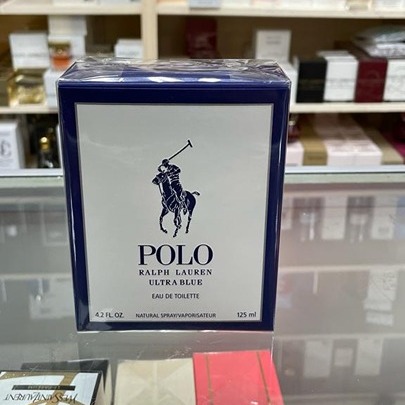 POLO
RALPH LAUREN
ULTRA BLUE
EAU DE TOILETTE
4.2 FL. OZ. NATURAL SPRAY/VAPORISATEUR 125 ml